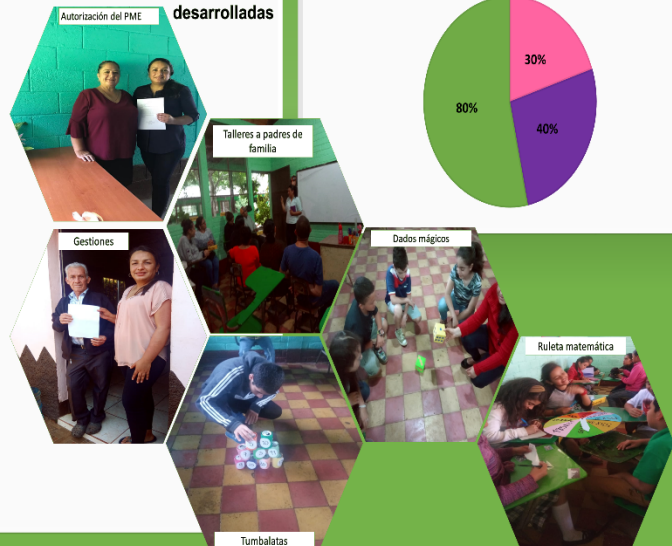 desarrolladas
Autorización del PME
30%
80%
40%
Talleres a padres de
familia
Gestiones
Dados mágicos
Ruleta matemática
Tumbalatas